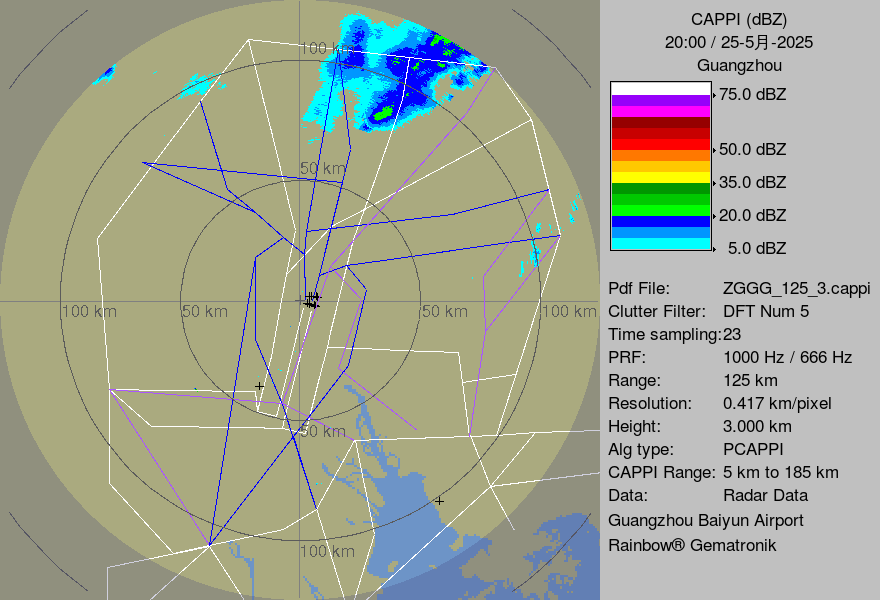 CAPPI (dBZ)
20:00 / 25-5月-2025
Guangzhou
75.0 dBZ
50.0 dBZ
35.0 dBZ
20.0 dBZ
5.0 dBZ
Pdf File: ZGGG_125_3.cappi
Clutter Filter: DFT Num 5
Time sampling:23
PRF: 1000 Hz / 666 Hz
Range: 125 km
Resolution: 0.417 km/pixel
Height: 3.000 km
Alg type: PCAPPI
CAPPI Range: 5 km to 185 km
Data: Radar Data
Guangzhou Baiyun Airport
Rainbow® Gematronik
100 km
50 km
100 km
50 km
50 km
100 km
50 km
100 km